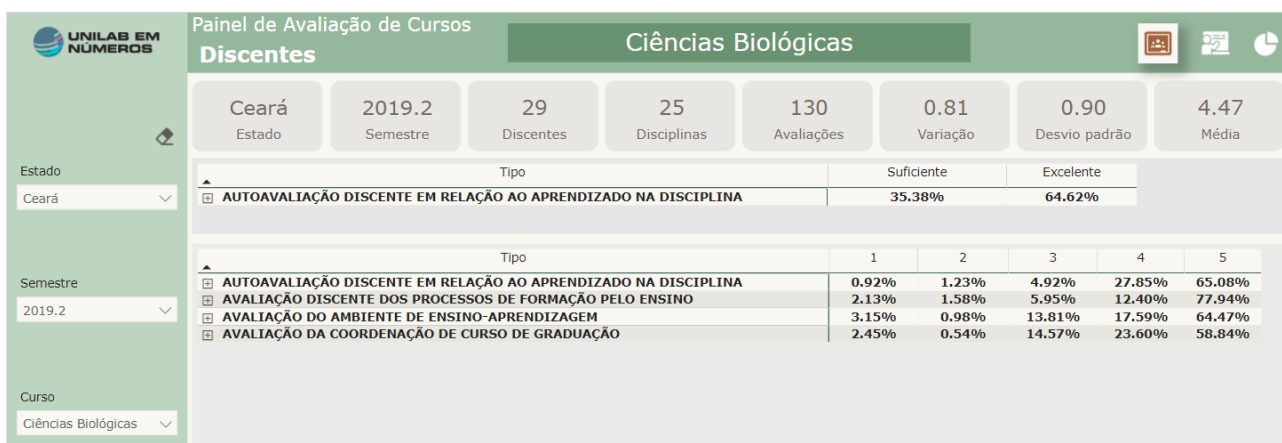 UNILAB EM
NÚMEROS
Painel de Avaliação de Cursos
Discentes
Ciências Biológicas
Ceará 2019.2 29 25 130 0.81 0.90 4.47
Estado Semestre Discentes Disciplinas Avaliações Variação Desvio padrão Média
Estado
Ceará
Semestre
2019.2
Curso
Ciências Biológicas
Tipo Suficiente Excelente
AUTOAVALIAÇÃO DISCENTE EM RELAÇÃO AO APRENDIZADO NA DISCIPLINA 35.38% 64.62%
Tipo 1 2 3 4 5
AUTOAVALIAÇÃO DISCENTE EM RELAÇÃO AO APRENDIZADO NA DISCIPLINA 0.92% 1.23% 4.92% 27.85% 65.08%
AVALIAÇÃO DISCENTE DOS PROCESSOS DE FORMAÇÃO PELO ENSINO 2.13% 1.58% 5.95% 12.40% 77.94%
AVALIAÇÃO DO AMBIENTE DE ENSINO-APRENDIZAGEM 3.15% 0.98% 13.81% 17.59% 64.47%
AVALIAÇÃO DA COORDENAÇÃO DE CURSO DE GRADUAÇÃO 2.45% 0.54% 14.57% 23.60% 58.84%